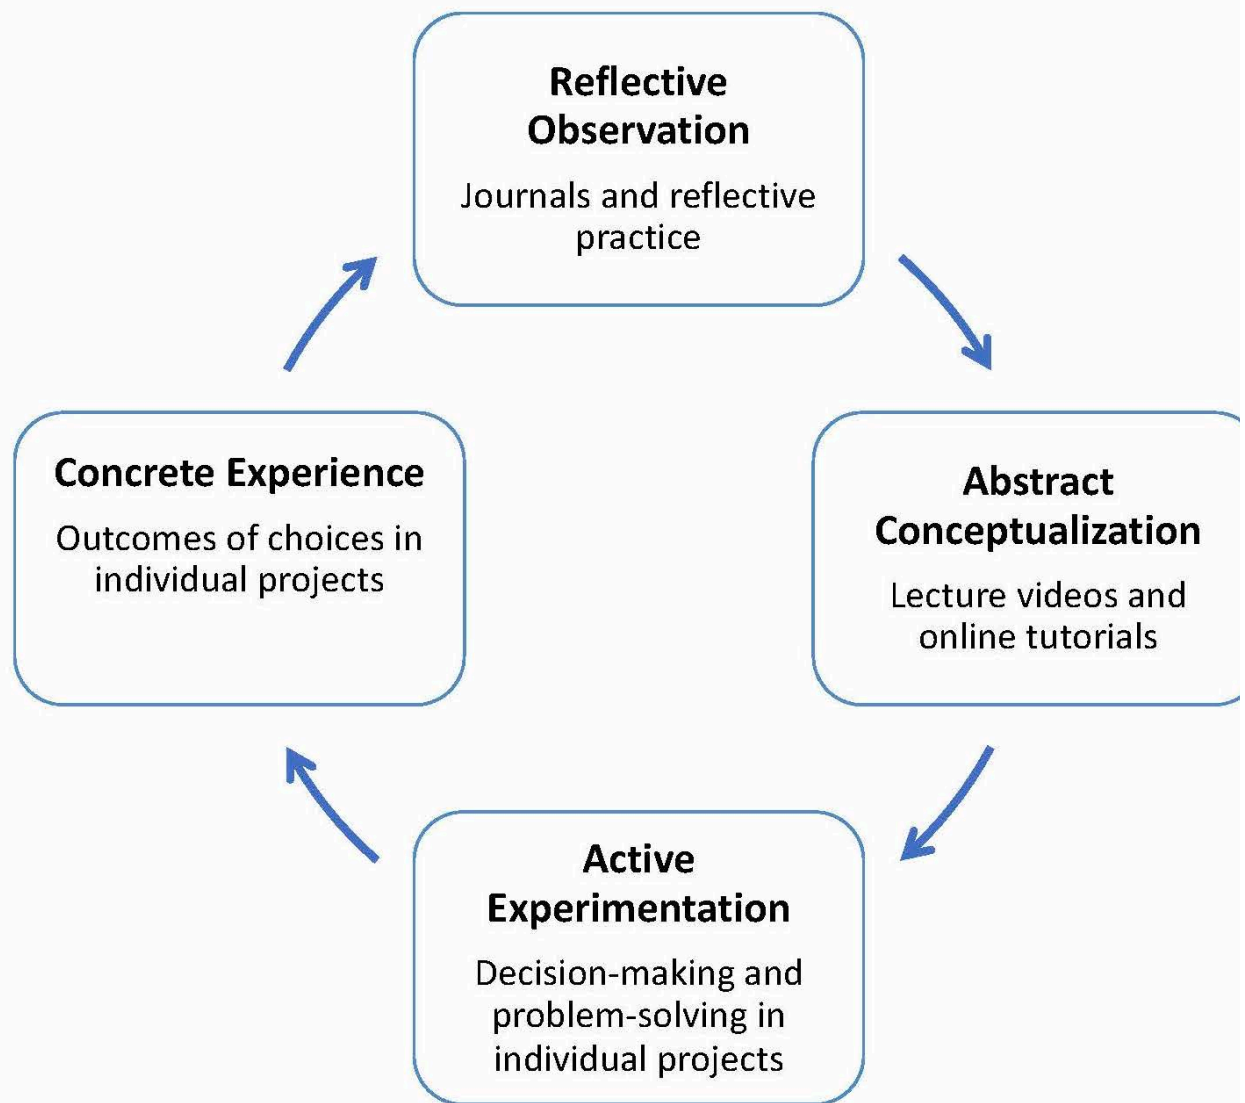 Reflective
Observation
Journals and reflective
practice
Concrete Experience
Outcomes of choices in
individual projects
Abstract
Conceptualization
Lecture videos and
online tutorials
Active
Experimentation
Decision-making and
problem-solving in
individual projects